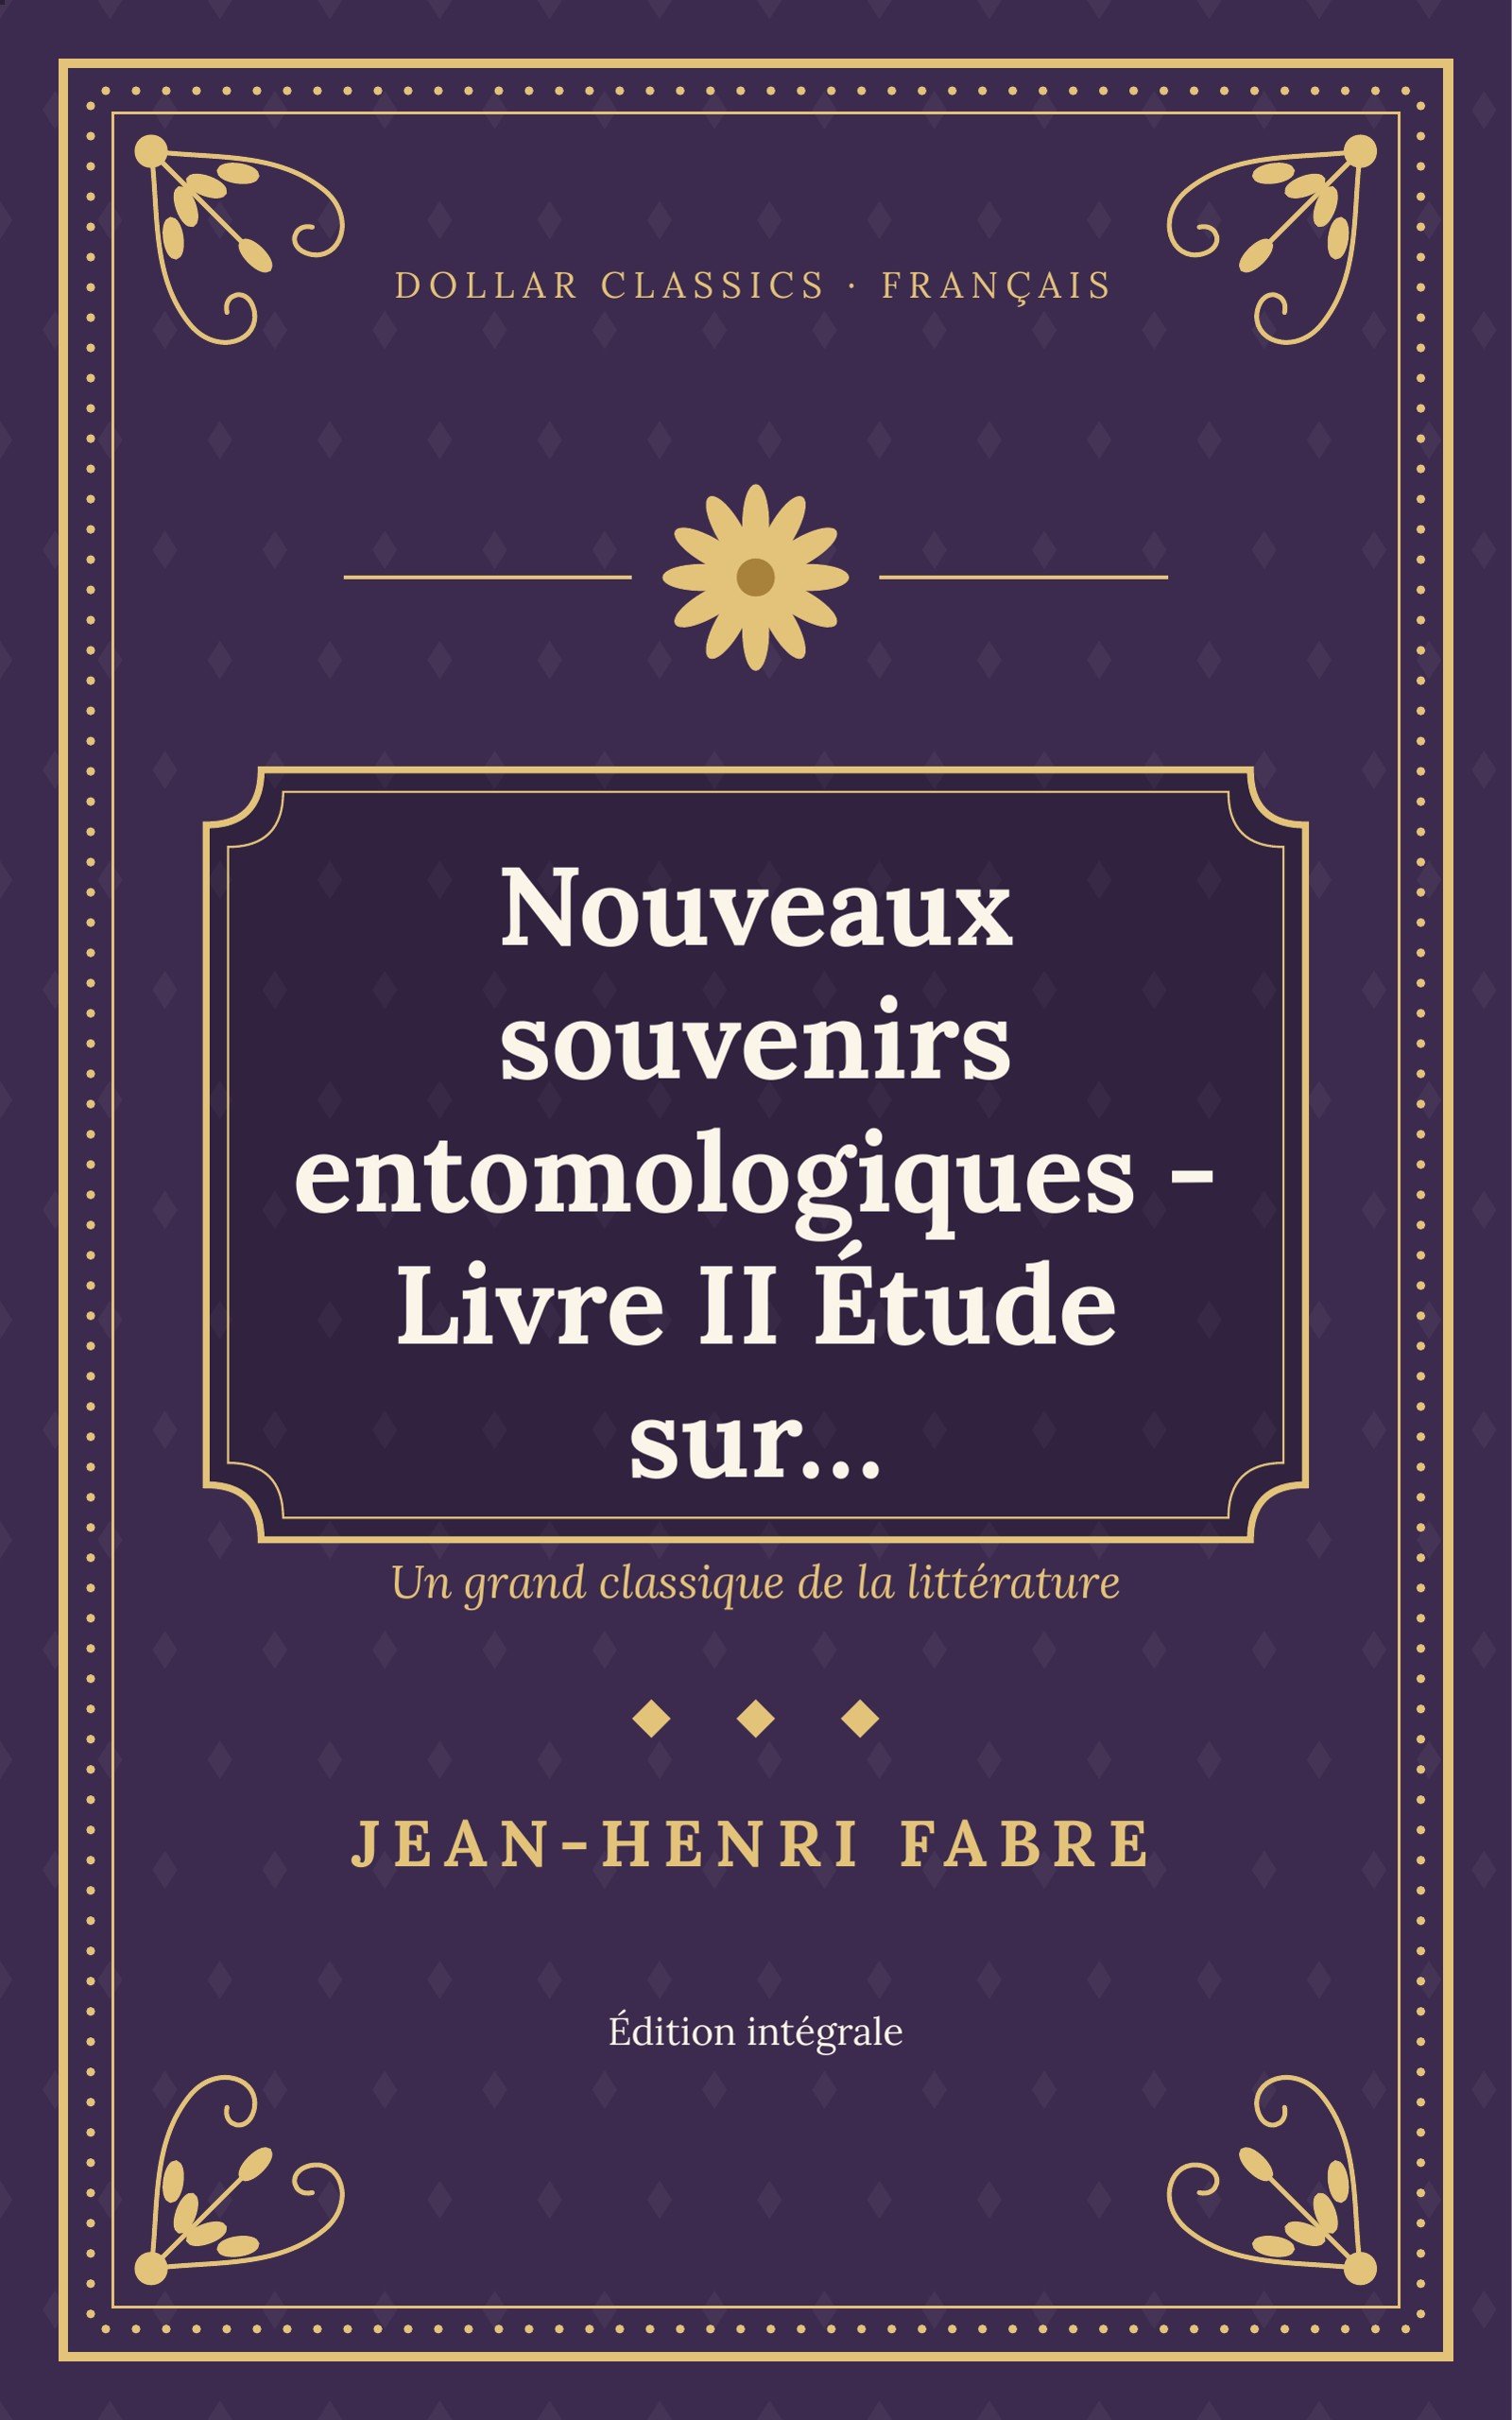 DOLLAR CLASSICS · FRANÇAIS
Nouveaux
souvenirs
entomologiques –
Livre II Étude
sur...
Un grand classique de la littérature
JEAN-HENRI FABRE
Édition intégrale